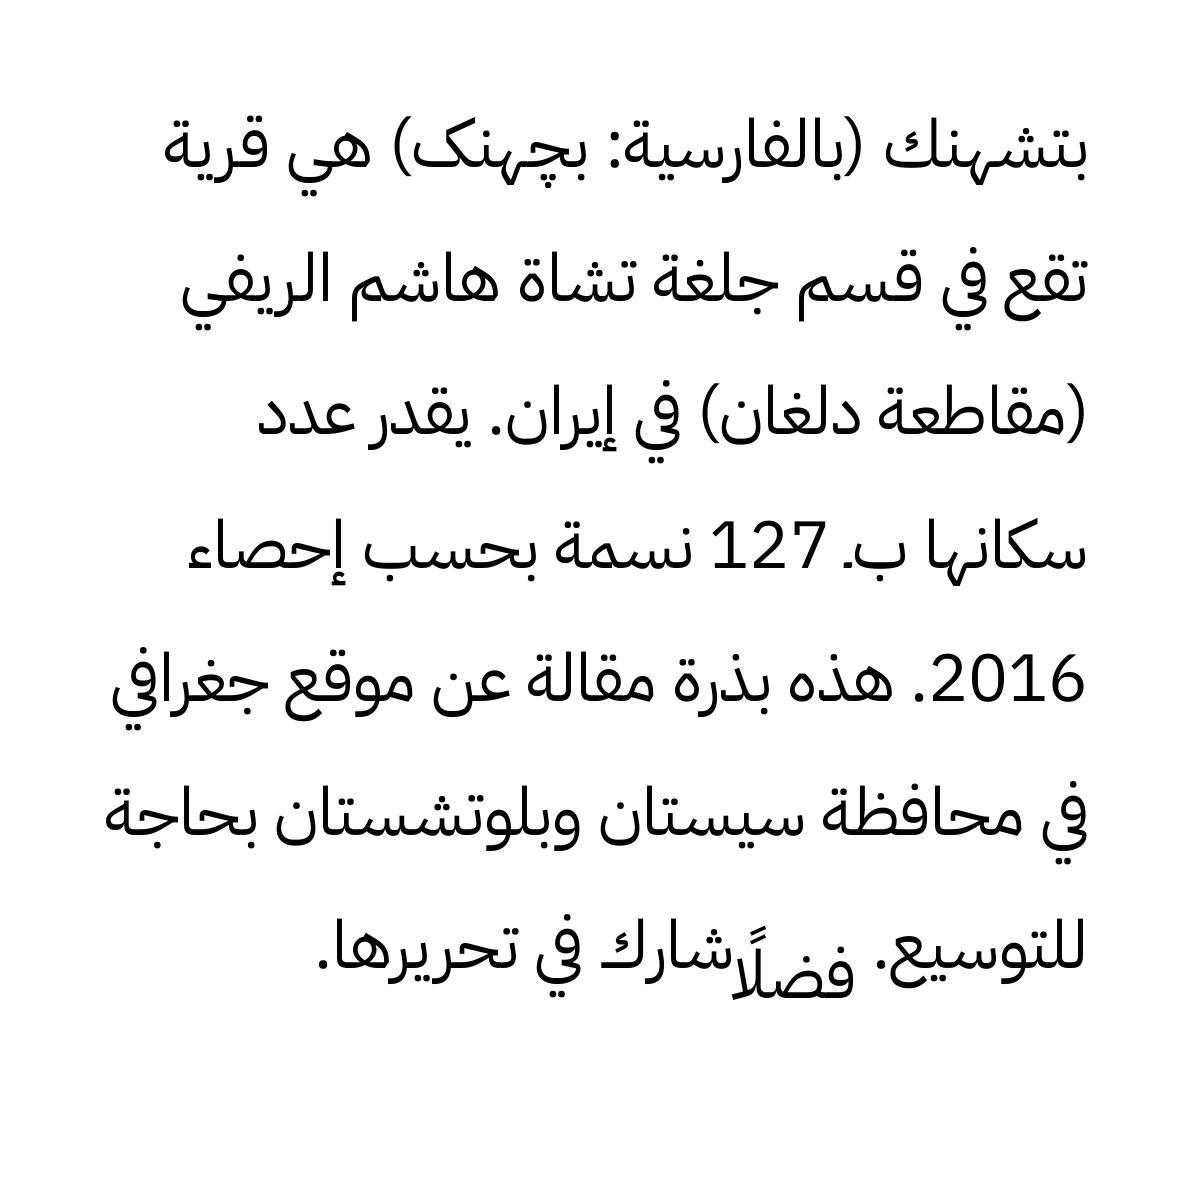 بتشهنك (بالفارسية: بچهنک) هي قرية
تقع في قسم جلغة تشاة هاشم الريفي
(مقاطعة دلغان) في إيران. يقدر عدد
سكانها بـ 127 نسمة بحسب إحصاء
2016. هذه بذرة مقالة عن موقع جغرافي
في محافظة سيستان وبلوتشستان بحاجة
للتوسيع. فضلًا شارك في تحريرها.